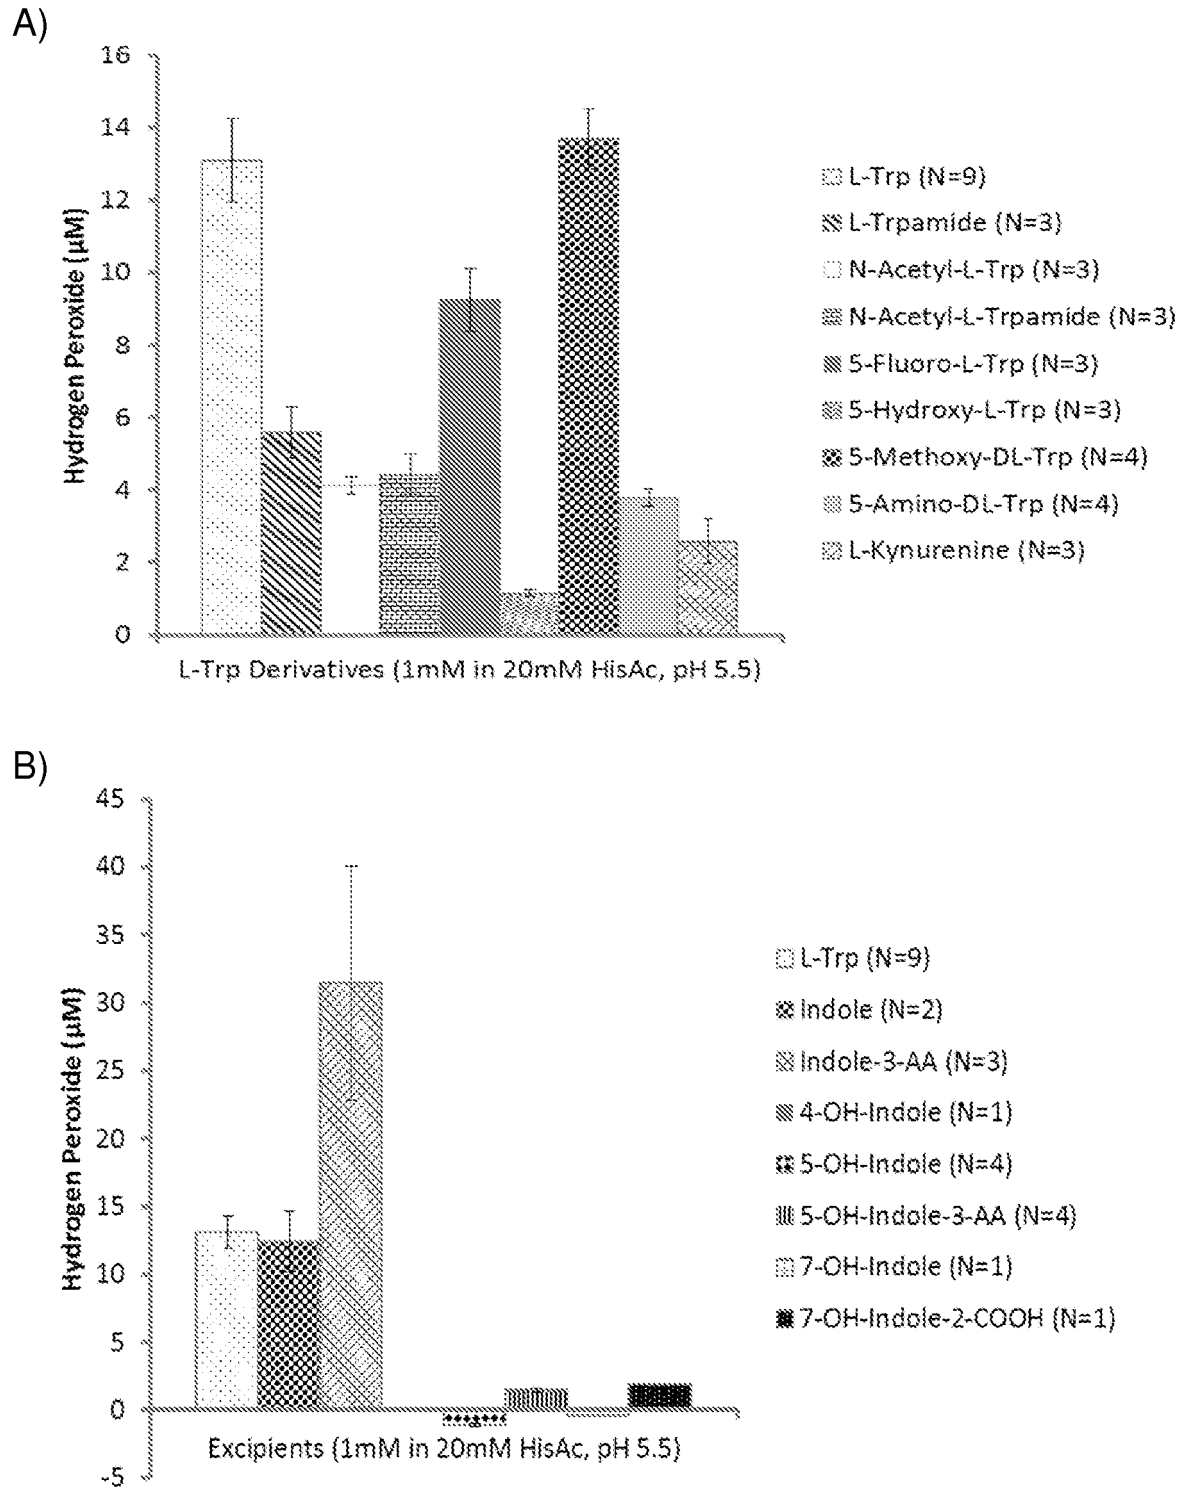 A)
16
14
12
10
8
6
4
2
0
Hydrogen Peroxide (µM)
L-Trp Derivatives (1mM in 20mM HisAc, pH 5.5)
L-Trp (N=9)
L-Trpamide (N=3)
N-Acetyl-L-Trp (N=3)
N-Acetyl-L-Trpamide (N=3)
5-Fluoro-L-Trp (N=3)
5-Hydroxy-L-Trp (N=3)
5-Methoxy-DL-Trp (N=4)
5-Amino-DL-Trp (N=4)
L-Kynurenine (N=3)
B)
45
40
35
30
25
20
15
10
5
0
-5
Hydrogen Peroxide (µM)
Excipients (1mM in 20mM HisAc, pH 5.5)
L-Trp (N=9)
Indole (N=2)
Indole-3-AA (N=3)
4-OH-Indole (N=1)
5-OH-Indole (N=4)
5-OH-Indole-3-AA (N=4)
7-OH-Indole (N=1)
7-OH-Indole-2-COOH (N=1)